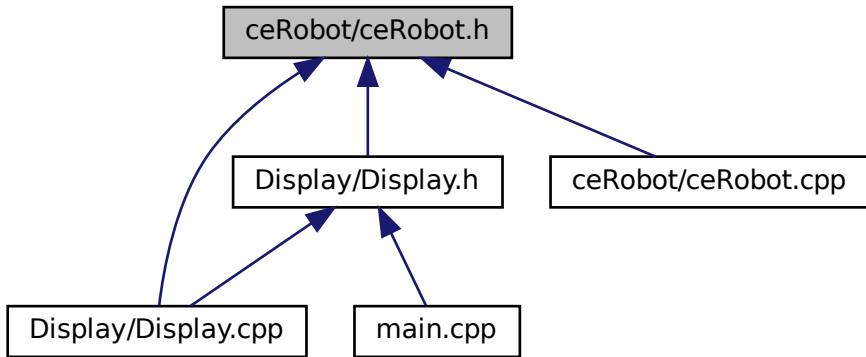 ceRobot/ceRobot.h
Display/Display.h
ceRobot/ceRobot.cpp
Display/Display.cpp
main.cpp